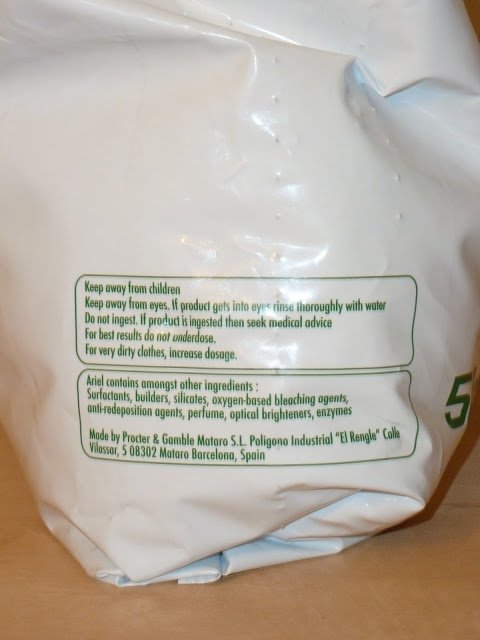 Keep away from children
Keep away from eyes. If product gets into eyes rinse thoroughly with water
Do not ingest. If product is ingested then seek medical advice
For best results do not underdose.
For very dirty clothes, increase dosage.
Ariel contains amongst other ingredients :
Surfactants, builders, silicates, oxygen-based bleaching agents,
anti-redeposition agents, perfume, optical brighteners, enzymes
Made by Procter & Gamble Mataro S.L. Poligono Industrial "El Rengle" Calle
Vilassar, 5 08302 Mataro Barcelona, Spain
5